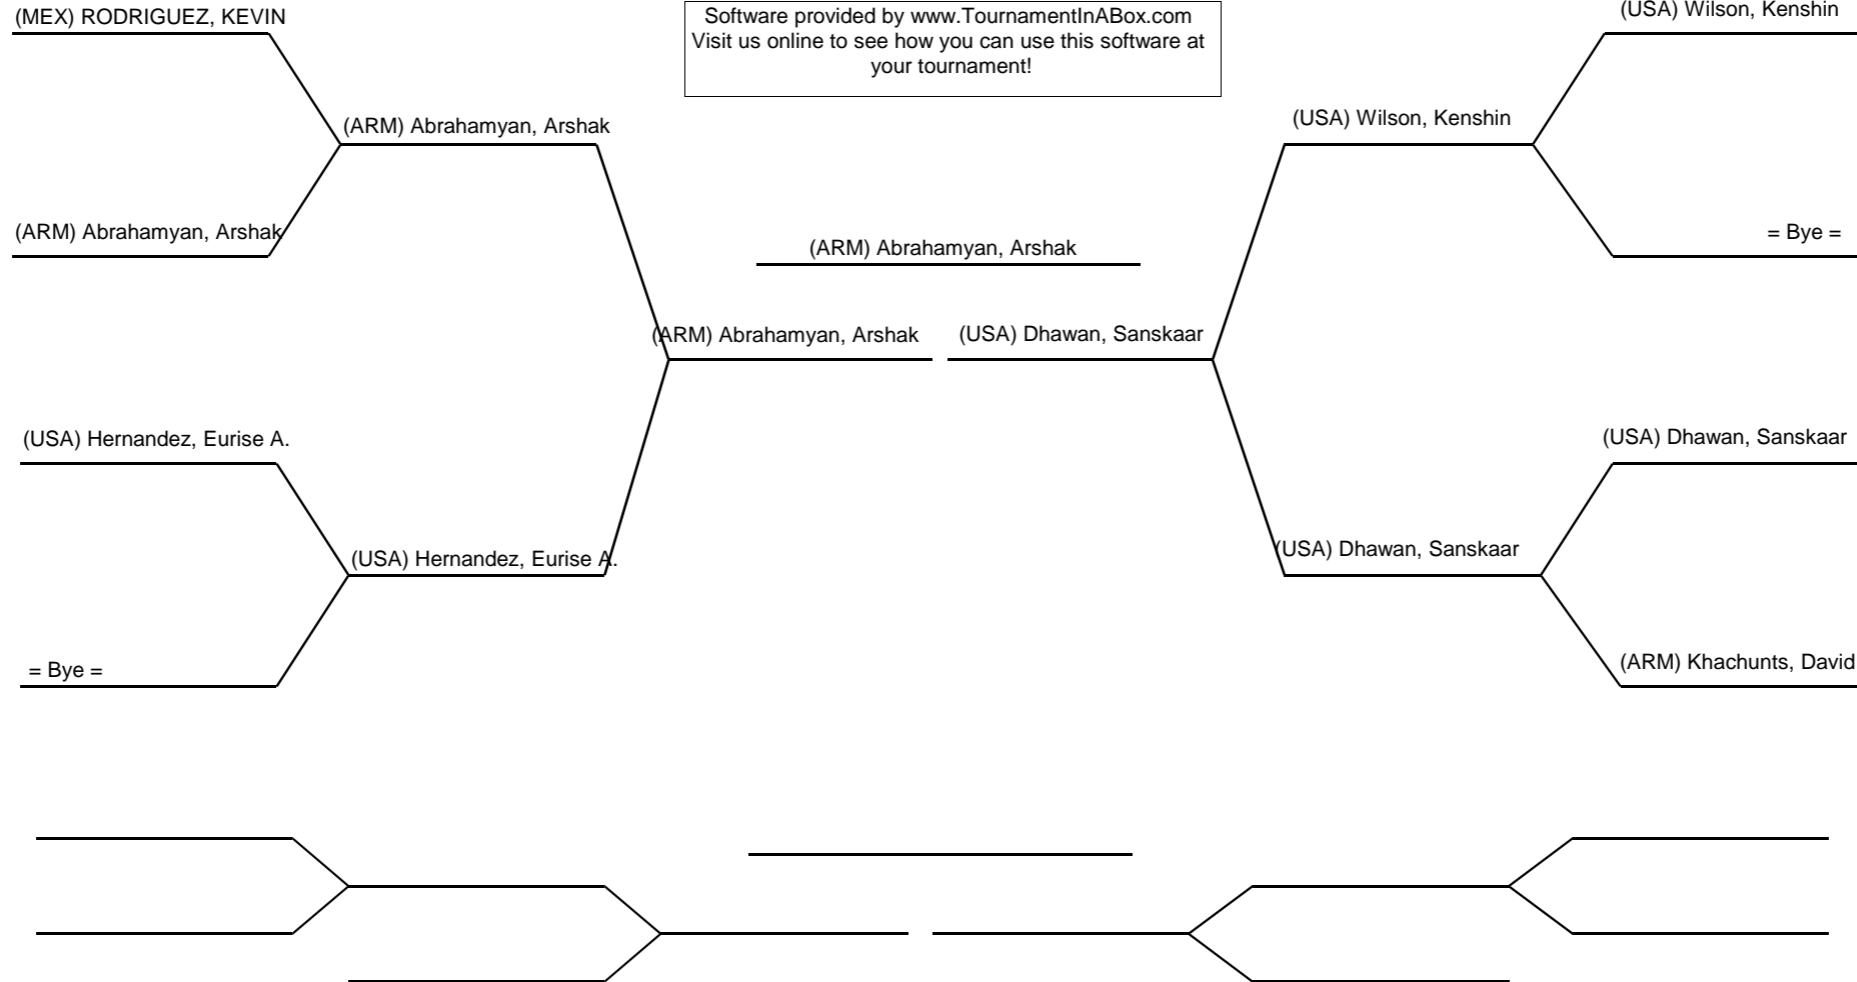 (MEX) RODRIGUEZ, KEVIN
Software provided by www.TournamentInABox.com
Visit us online to see how you can use this software at
your tournament!
(USA) Wilson, Kenshin
(ARM) Abrahamyan, Arshak
(USA) Wilson, Kenshin
(ARM) Abrahamyan, Arshak
(ARM) Abrahamyan, Arshak
= Bye =
(ARM) Abrahamyan, Arshak
(USA) Dhawan, Sanskaar
(USA) Hernandez, Eurise A.
(USA) Dhawan, Sanskaar
(USA) Hernandez, Eurise A.
(USA) Dhawan, Sanskaar
= Bye =
(ARM) Khachunts, David